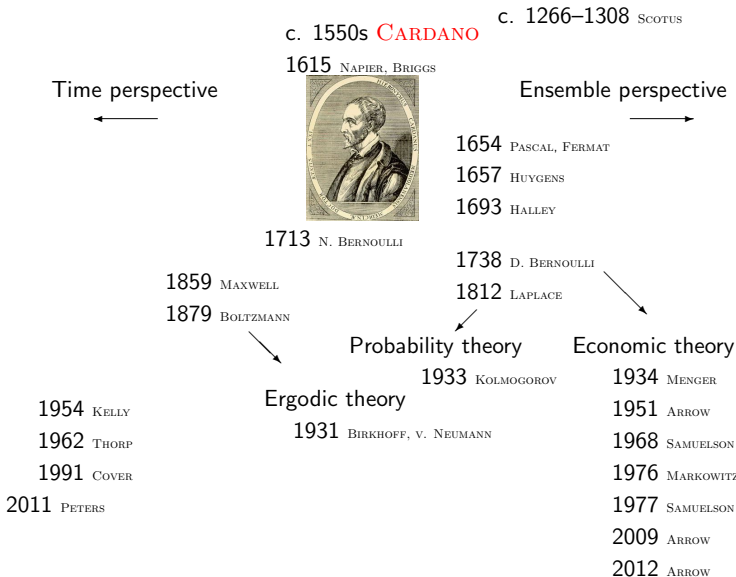 c. 1266–1308 Scotus
c. 1550s Cardano
1615 Napier, Briggs
Time perspective
Ensemble perspective
1654 Pascal, Fermat
1657 Huygens
1693 Halley
1713 N. Bernoulli
1738 D. Bernoulli
1859 Maxwell
1812 Laplace
1879 Boltzmann
Probability theory
Economic theory
1933 Kolmogorov
1934 Menger
Ergodic theory
1954 Kelly
1951 Arrow
1931 Birkhoff, v. Neumann
1962 Thorp
1968 Samuelson
1991 Cover
1976 Markowitz
2011 Peters
1977 Samuelson
2009 Arrow
2012 Arrow